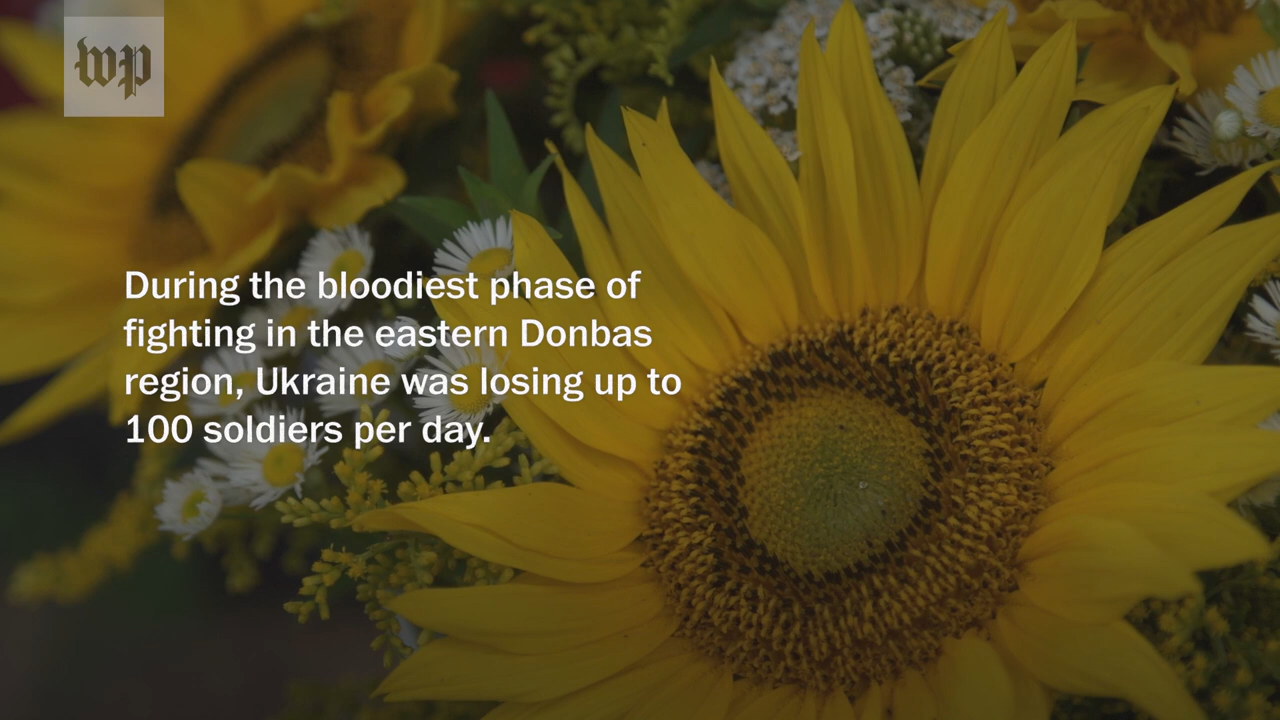 wp
During the bloodiest phase of
fighting in the eastern Donbas
region, Ukraine was losing up to
100 soldiers per day.